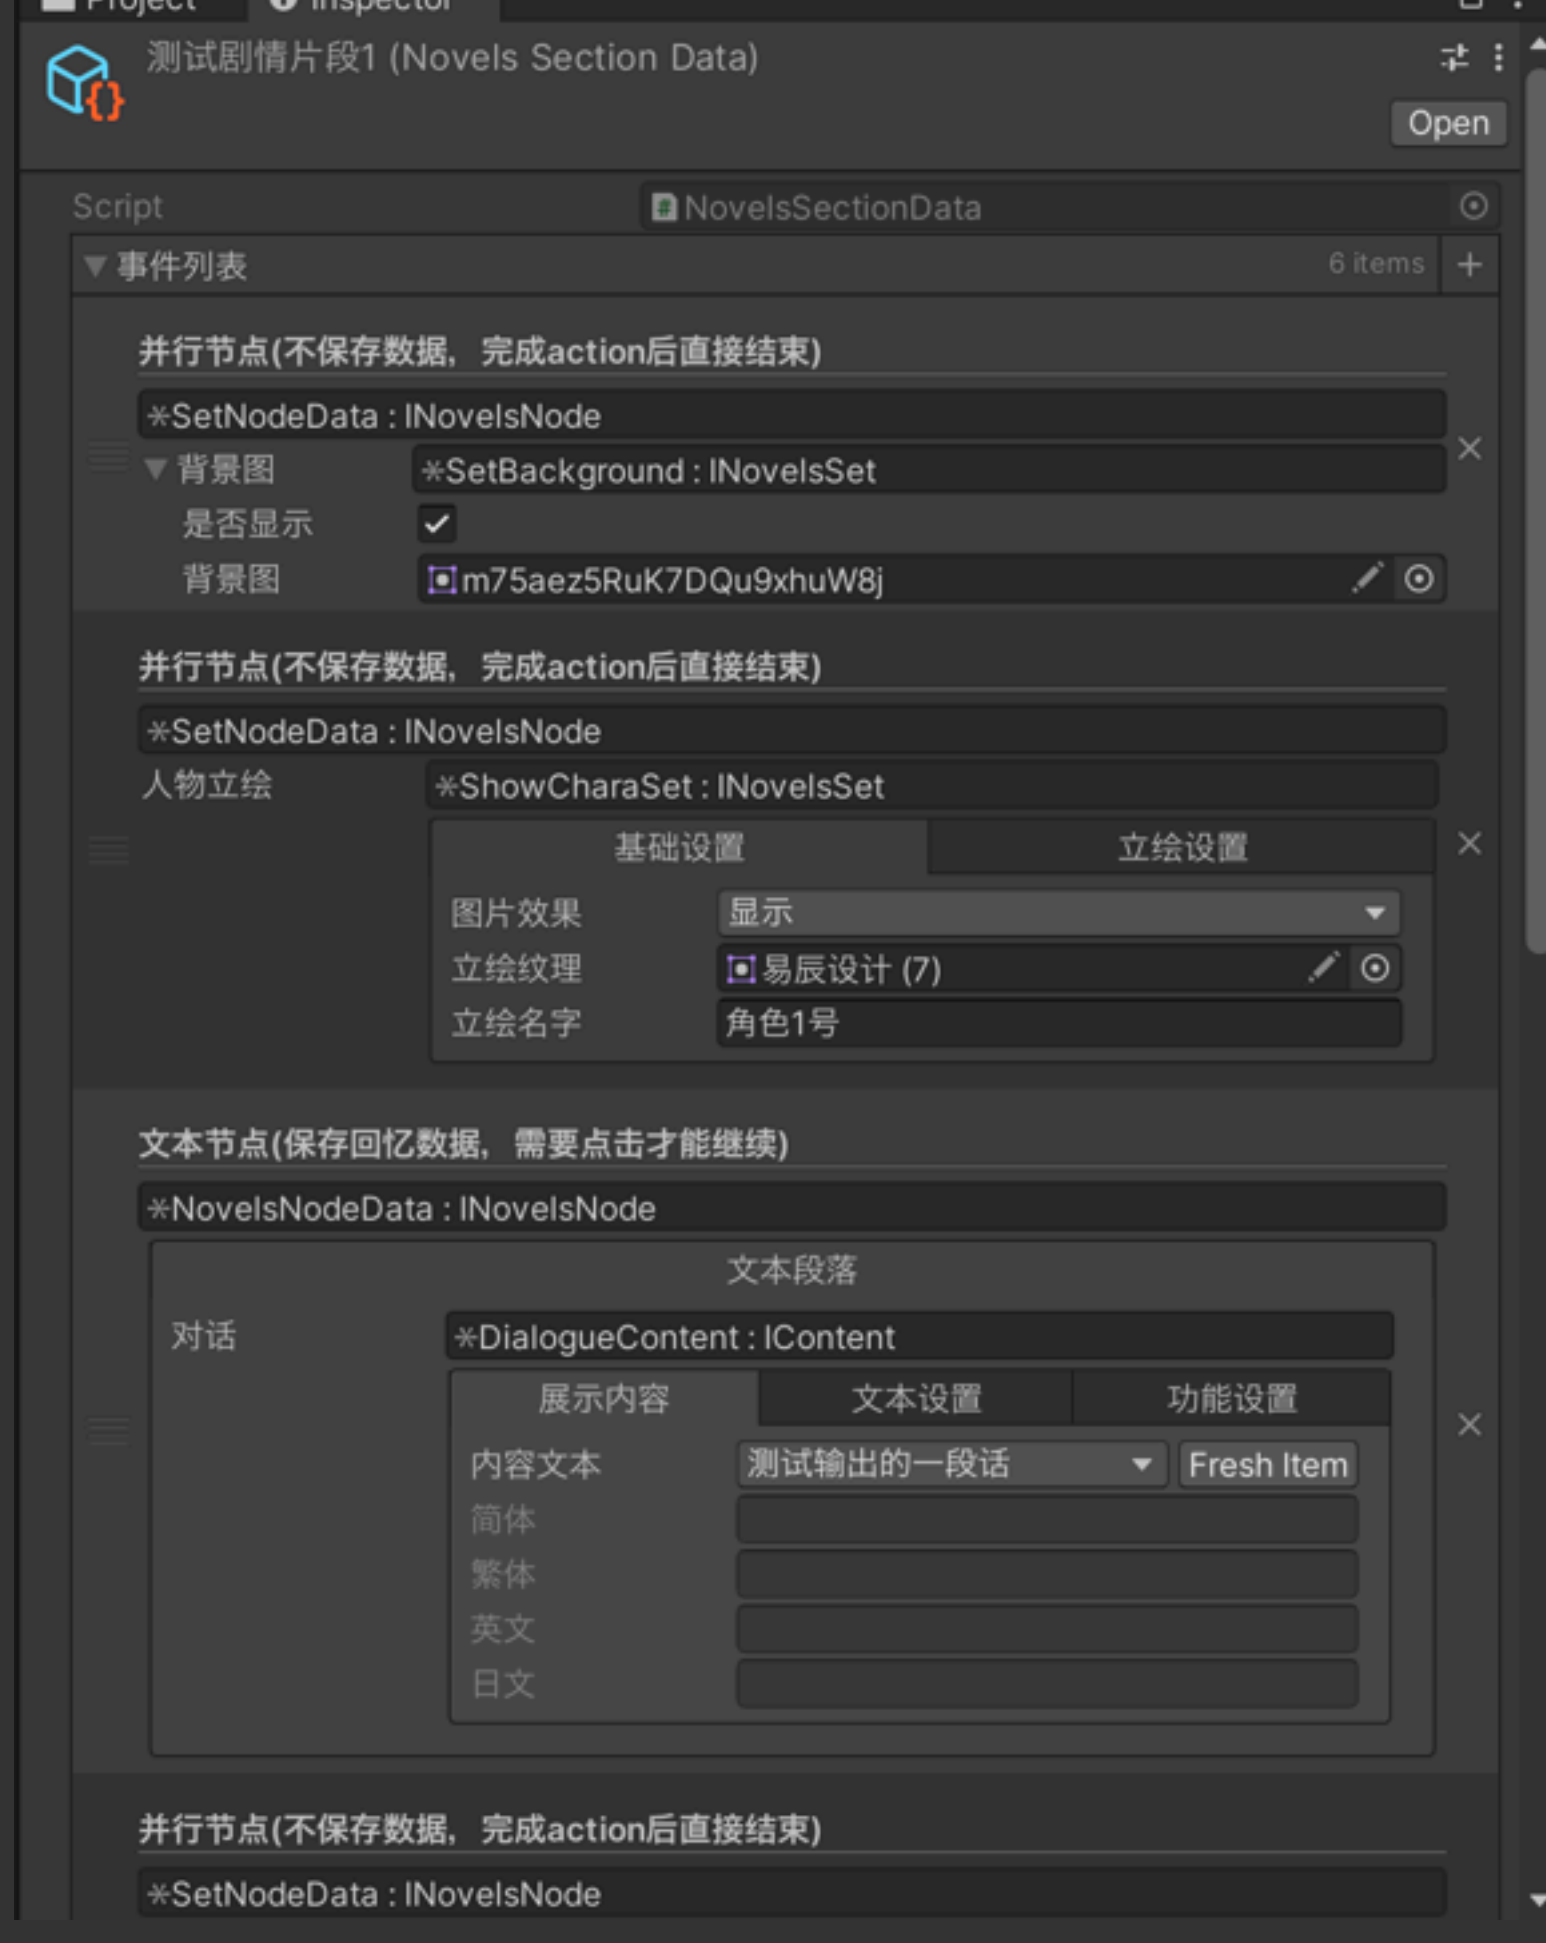 Project Inspector
测试剧情片段1 (Novels Section Data)
Open
Script NovelsSectionData
事件列表 6 items
并行节点(不保存数据，完成action后直接结束)
*SetNodeData : INovelsNode
背景图 *SetBackground : INovelsSet
是否显示
背景图 m75aez5RuK7DQu9xhuW8j
并行节点(不保存数据，完成action后直接结束)
*SetNodeData : INovelsNode
人物立绘 *ShowCharaSet : INovelsSet
基础设置 立绘设置
图片效果 显示
立绘纹理 易辰设计 (7)
立绘名字 角色1号
文本节点(保存回忆数据，需要点击才能继续)
*NovelsNodeData : INovelsNode
文本段落
对话 *DialogueContent : IContent
展示内容 文本设置 功能设置
内容文本 测试输出的一段话 Fresh Item
简体
繁体
英文
日文
并行节点(不保存数据，完成action后直接结束)
*SetNodeData : INovelsNode